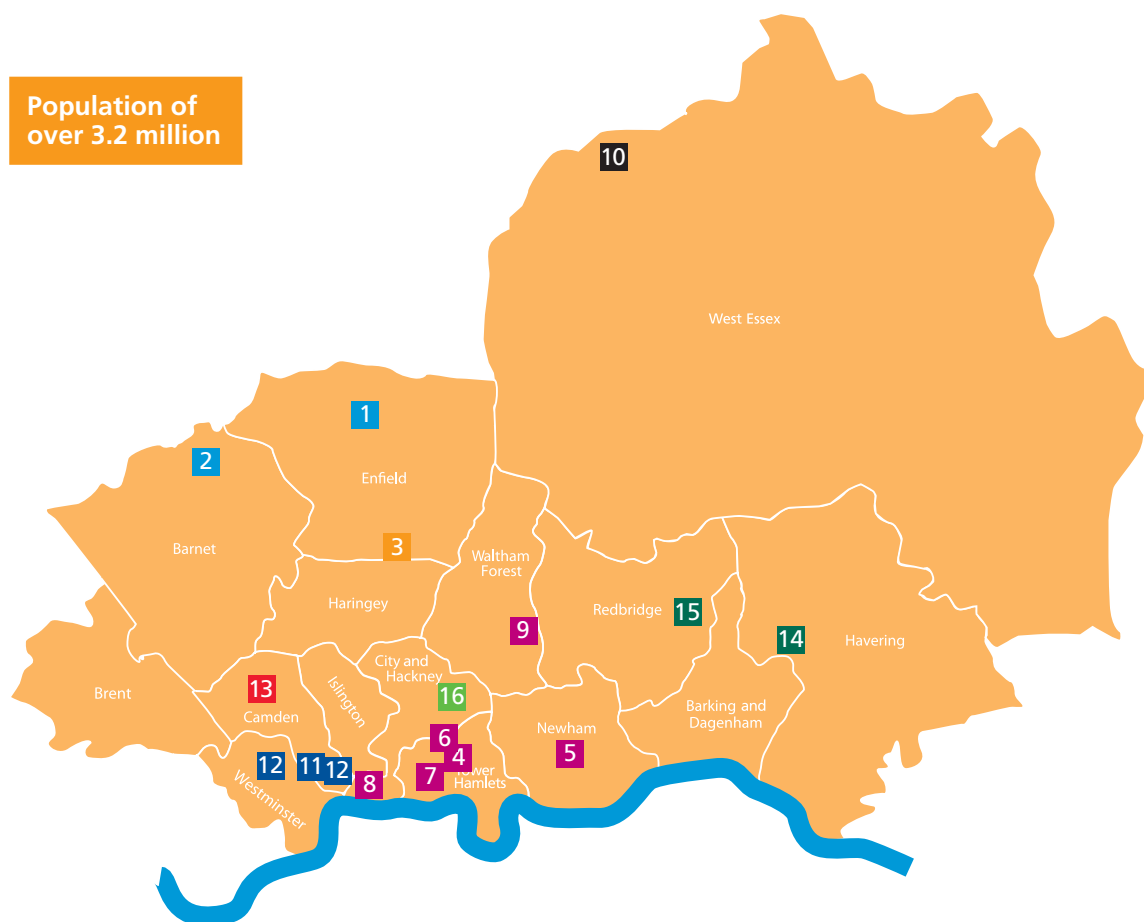 Population of
over 3.2 million
10
West Essex
1
2
Enfield
3
Barnet
Waltham
Forest
Haringey
Redbridge
15
9
14
Havering
City and
Hackney
Brent
13
Camden
Islington
16
Barking and
Dagenham
Newham
6
5
4
12
11
12
7
8
Tower
Hamlets
Westminster